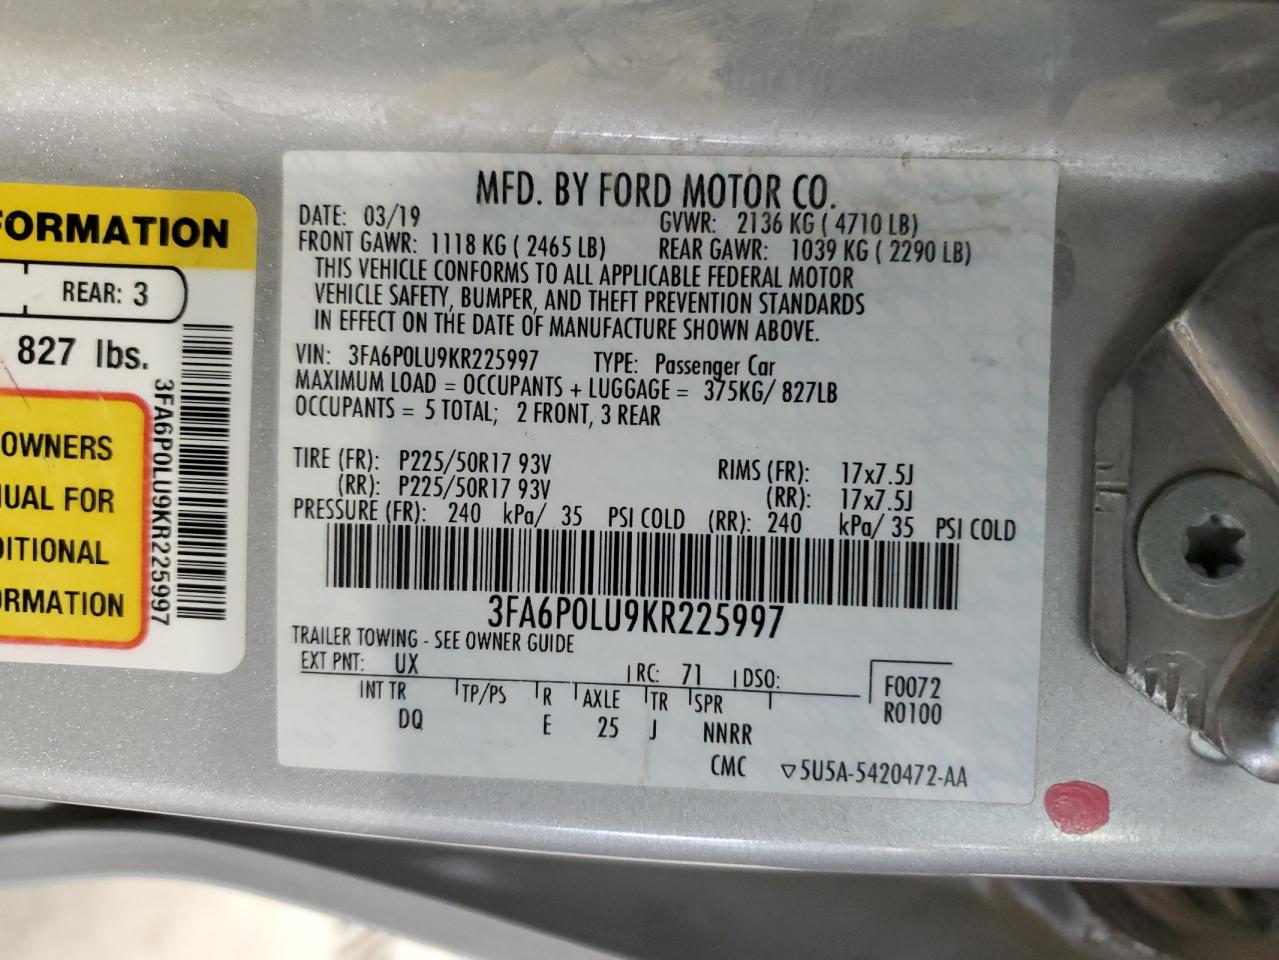 FORMATION
REAR: 3
827 lbs.
OWNERS
UAL FOR
DITIONAL
ORMATION
3FA6P0LU9KR225997
MFD. BY FORD MOTOR CO.
DATE: 03/19 GVWR: 2136 KG ( 4710 LB)
FRONT GAWR: 1118 KG ( 2465 LB) REAR GAWR: 1039 KG ( 2290 LB)
THIS VEHICLE CONFORMS TO ALL APPLICABLE FEDERAL MOTOR
VEHICLE SAFETY, BUMPER, AND THEFT PREVENTION STANDARDS
IN EFFECT ON THE DATE OF MANUFACTURE SHOWN ABOVE.
VIN: 3FA6P0LU9KR225997 TYPE: Passenger Car
MAXIMUM LOAD = OCCUPANTS + LUGGAGE = 375KG/ 827LB
OCCUPANTS = 5 TOTAL; 2 FRONT, 3 REAR
TIRE (FR): P225/50R17 93V RIMS (FR): 17x7.5J
(RR): P225/50R17 93V (RR): 17x7.5J
PRESSURE (FR): 240 kPa/ 35 PSI COLD (RR): 240 kPa/ 35 PSI COLD
3FA6P0LU9KR225997
TRAILER TOWING - SEE OWNER GUIDE
EXT PNT: UX RC: 71 DSO:
INT TR TP/PS R AXLE TR SPR
DQ E 25 J NNRR
F0072
R0100
CMC ▽5U5A-5420472-AA